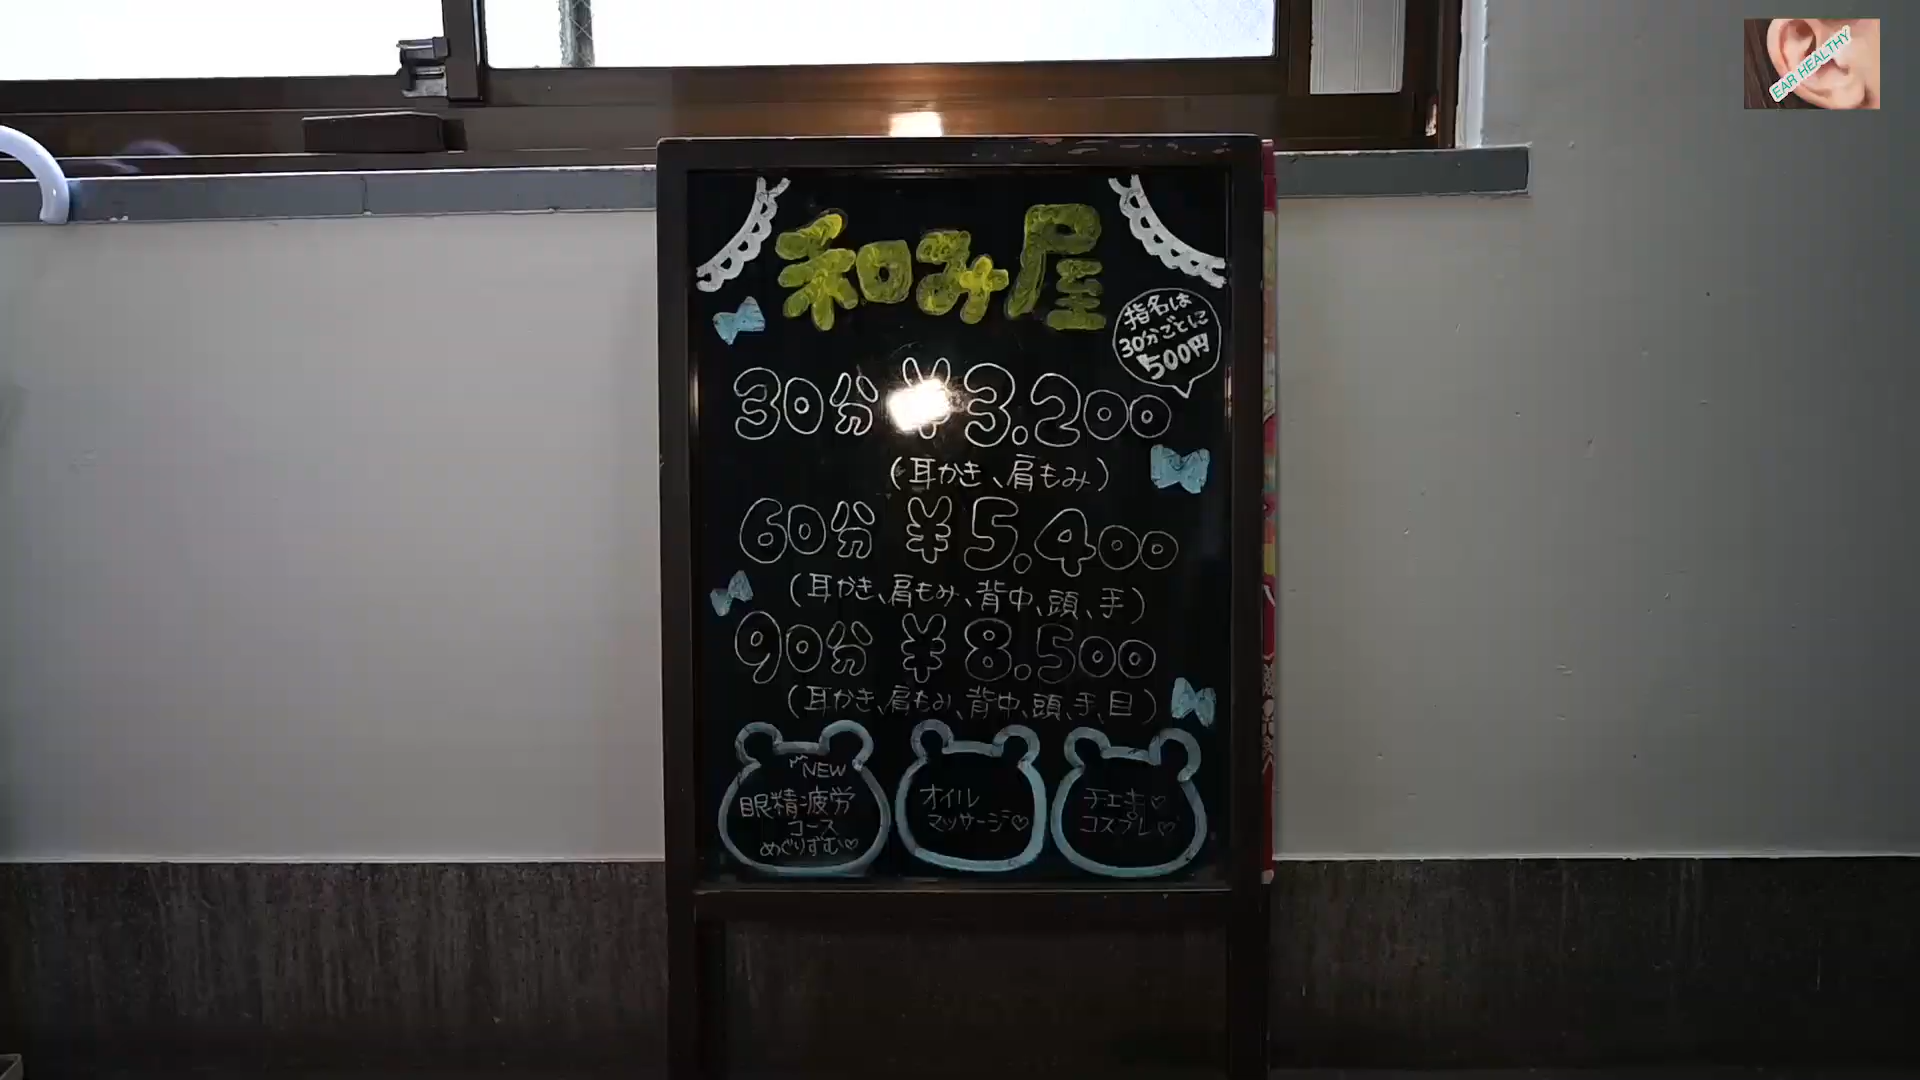 EAR HEALTHY
和み屋
指名は
30分ごとに
500円
30分 ¥3.200
(耳かき、肩もみ)
60分 ¥5.400
(耳かき、肩もみ、背中、頭、手)
90分 ¥8.500
(耳かき、肩もみ、背中、頭、手、目)
NEW
眼精疲労
コース
めぐりずむ♡
オイル
マッサージ♡
チェキ♡
コスプレ♡